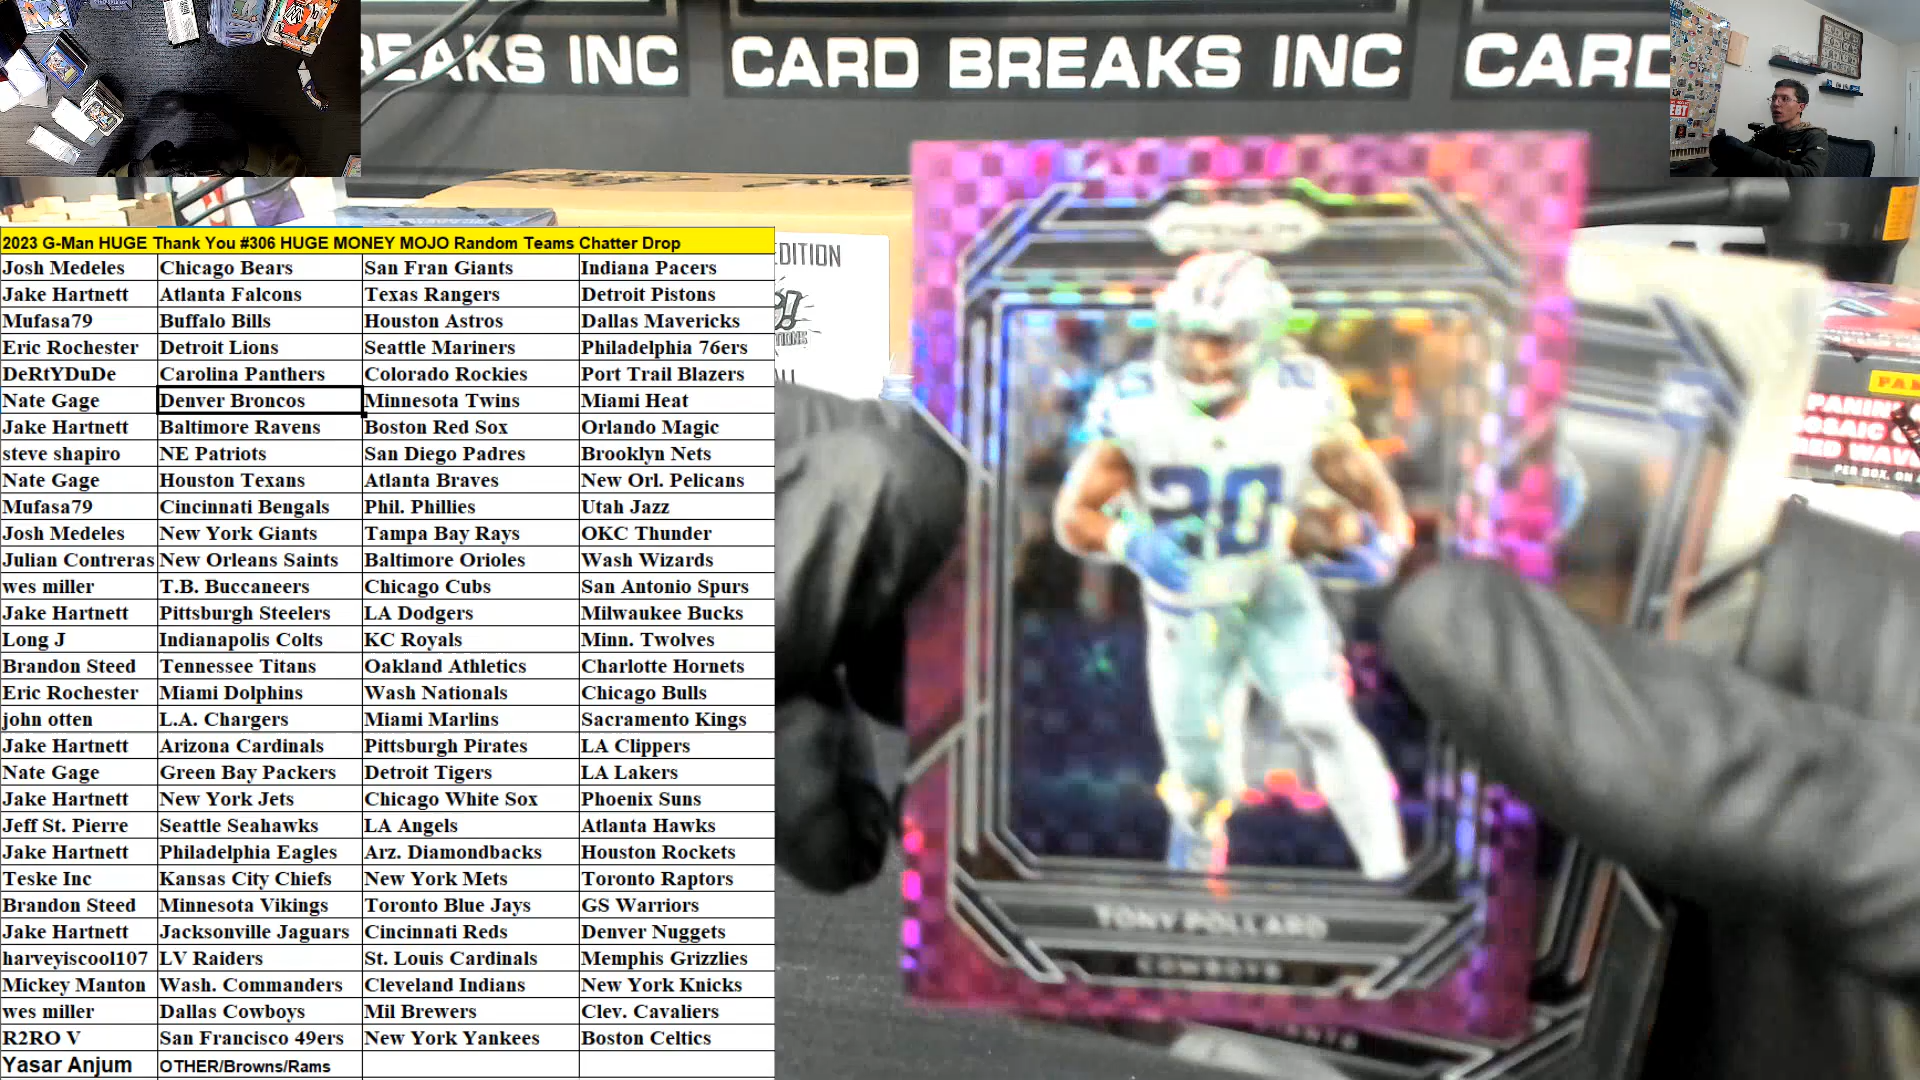 REAKS INC
CARD BREAKS INC
CARD
EBT
EDITION
2023 G-Man HUGE Thank You #306 HUGE MONEY MOJO Random Teams Chatter Drop
Josh Medeles Chicago Bears San Fran Giants Indiana Pacers
Jake Hartnett Atlanta Falcons Texas Rangers Detroit Pistons
Mufasa79 Buffalo Bills Houston Astros Dallas Mavericks
Eric Rochester Detroit Lions Seattle Mariners Philadelphia 76ers
DeRtYDuDe Carolina Panthers Colorado Rockies Port Trail Blazers
Nate Gage Denver Broncos Minnesota Twins Miami Heat
Jake Hartnett Baltimore Ravens Boston Red Sox Orlando Magic
steve shapiro NE Patriots San Diego Padres Brooklyn Nets
Nate Gage Houston Texans Atlanta Braves New Orl. Pelicans
Mufasa79 Cincinnati Bengals Phil. Phillies Utah Jazz
Josh Medeles New York Giants Tampa Bay Rays OKC Thunder
Julian Contreras New Orleans Saints Baltimore Orioles Wash Wizards
wes miller T.B. Buccaneers Chicago Cubs San Antonio Spurs
Jake Hartnett Pittsburgh Steelers LA Dodgers Milwaukee Bucks
Long J Indianapolis Colts KC Royals Minn. Twolves
Brandon Steed Tennessee Titans Oakland Athletics Charlotte Hornets
Eric Rochester Miami Dolphins Wash Nationals Chicago Bulls
john otten L.A. Chargers Miami Marlins Sacramento Kings
Jake Hartnett Arizona Cardinals Pittsburgh Pirates LA Clippers
Nate Gage Green Bay Packers Detroit Tigers LA Lakers
Jake Hartnett New York Jets Chicago White Sox Phoenix Suns
Jeff St. Pierre Seattle Seahawks LA Angels Atlanta Hawks
Jake Hartnett Philadelphia Eagles Arz. Diamondbacks Houston Rockets
Teske Inc Kansas City Chiefs New York Mets Toronto Raptors
Brandon Steed Minnesota Vikings Toronto Blue Jays GS Warriors
Jake Hartnett Jacksonville Jaguars Cincinnati Reds Denver Nuggets
harveyiscool107 LV Raiders St. Louis Cardinals Memphis Grizzlies
Mickey Manton Wash. Commanders Cleveland Indians New York Knicks
wes miller Dallas Cowboys Mil Brewers Clev. Cavaliers
R2RO V San Francisco 49ers New York Yankees Boston Celtics
Yasar Anjum OTHER/Browns/Rams
20
TONY POLLARD
COWBOYS
GIANTS